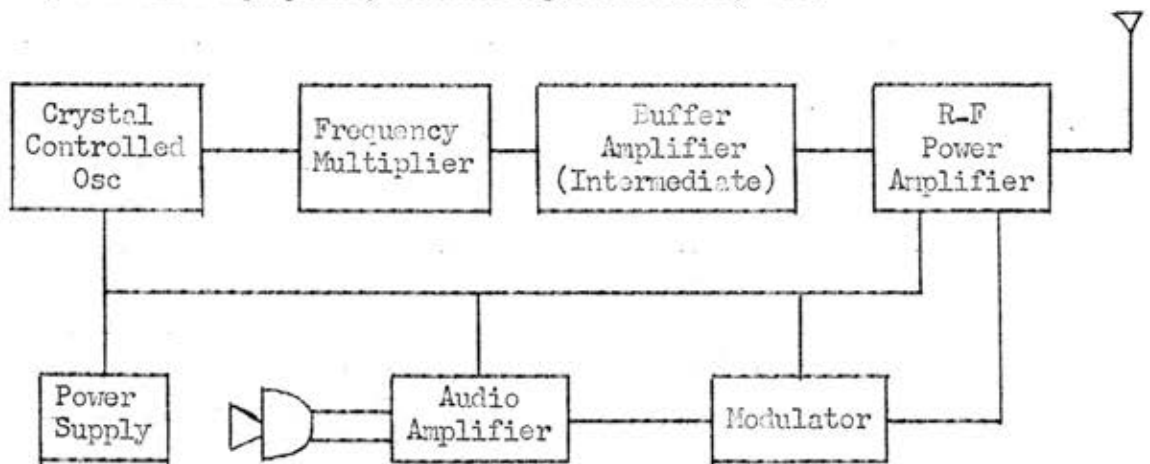 Crystal
Controlled
Osc
Frequency
Multiplier
Buffer
Amplifier
(Intermediate)
R-F
Power
Amplifier
Power
Supply
Audio
Amplifier
Modulator